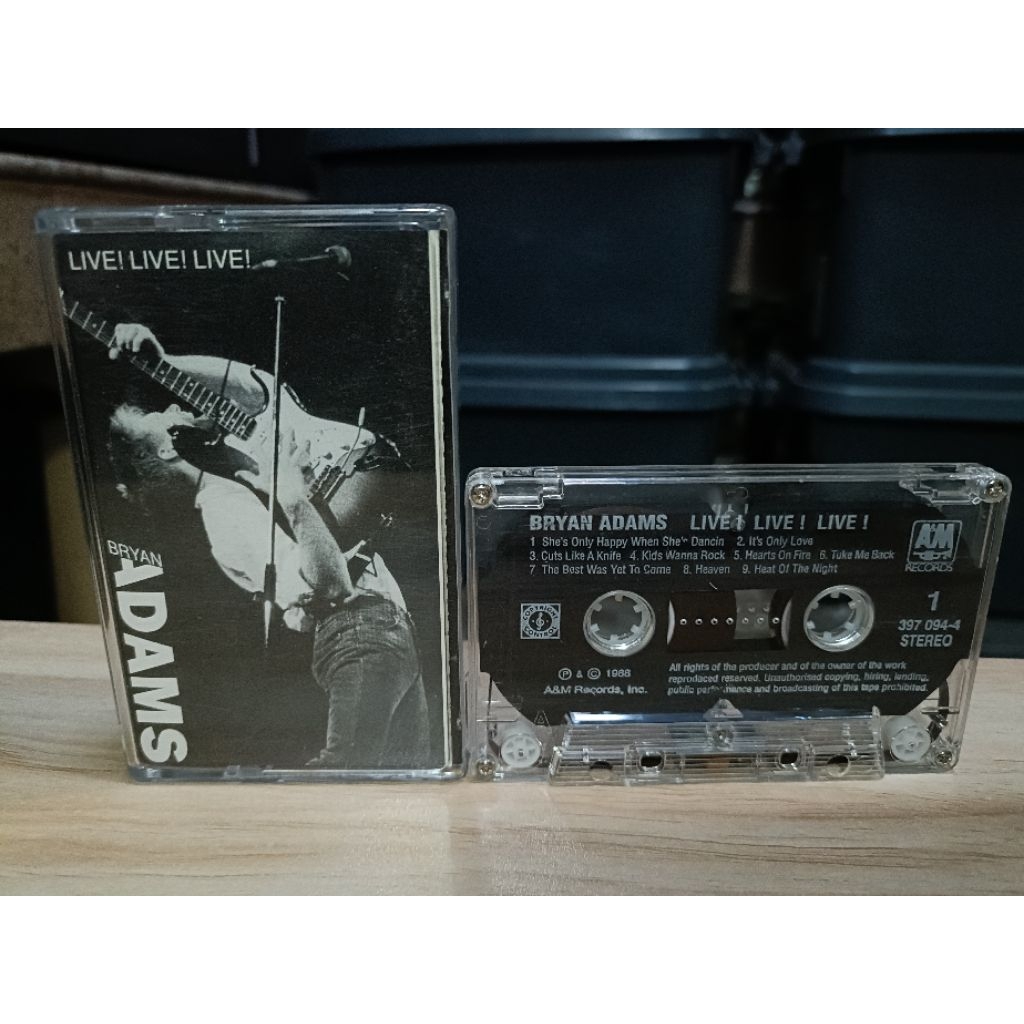 LIVE! LIVE! LIVE!
BRYAN
ADAMS
BRYAN ADAMS LIVE! LIVE! LIVE!
1 She's Only Happy When She's Dancin 2. It's Only Love
3. Cuts Like A Knife 4. Kids Wanna Rock 5. Hearts On Fire 6. Take Me Back
7 The Best Was Yet To Come 8. Heaven 9. Heat Of The Night
A&M
RECORDS
COPYRIGHT
CONTROL
1
397 094-4
STEREO
Ⓟ & © 1988
A&M Records, Inc.
All rights of the producer and of the owner of the work
reproduced reserved. Unauthorised copying, hiring, lending,
public performance and broadcasting of this tape prohibited.
A